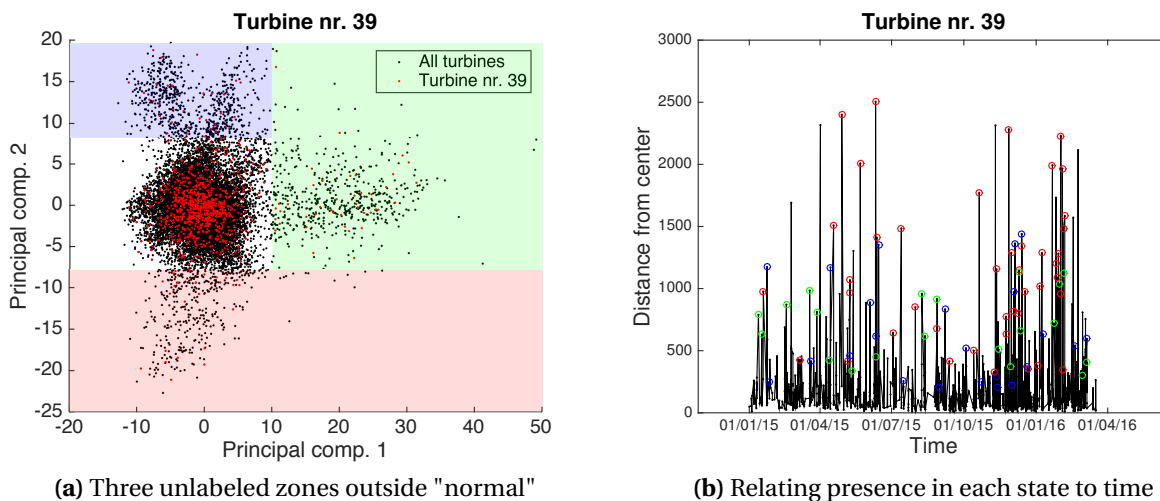 Turbine nr. 39
20
15
10
5
0
-5
-10
-15
-20
-25
Principal comp. 2
All turbines
Turbine nr. 39
-20 -10 0 10 20 30 40 50
Principal comp. 1
(a) Three unlabeled zones outside "normal"
Turbine nr. 39
3000
2500
2000
1500
1000
500
0
Distance from center
01/01/15 01/04/15 01/07/15 01/10/15 01/01/16 01/04/16
Time
(b) Relating presence in each state to time